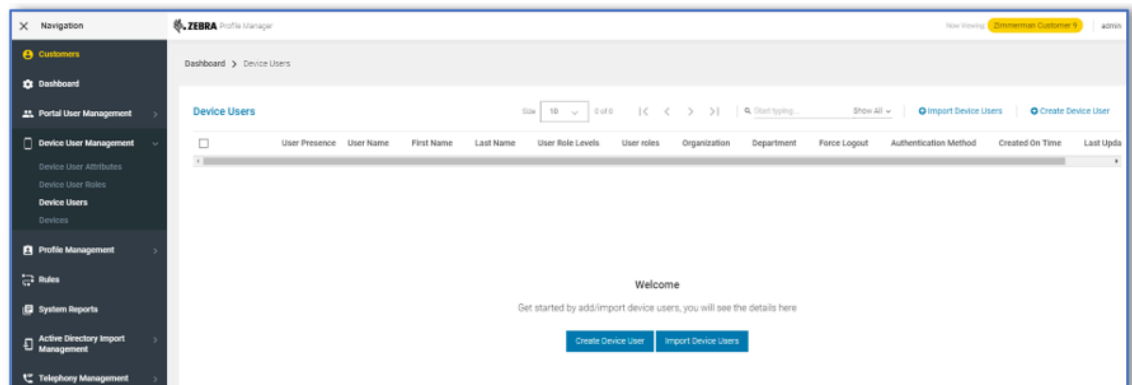 Navigation
ZEBRA Profile Manager
Now Viewing Zimmerman Customer 9 admin
Customers
Dashboard
Portal User Management
Device User Management
Device User Attributes
Device User Roles
Device Users
Devices
Profile Management
Rules
System Reports
Active Directory Import
Management
Telephony Management
Dashboard > Device Users
Device Users
Size 10 0 of 0 Start typing... Show All Import Device Users Create Device User
User Presence User Name First Name Last Name User Role Levels User roles Organization Department Force Logout Authentication Method Created On Time Last Upda
Welcome
Get started by add/import device users, you will see the details here
Create Device User Import Device Users